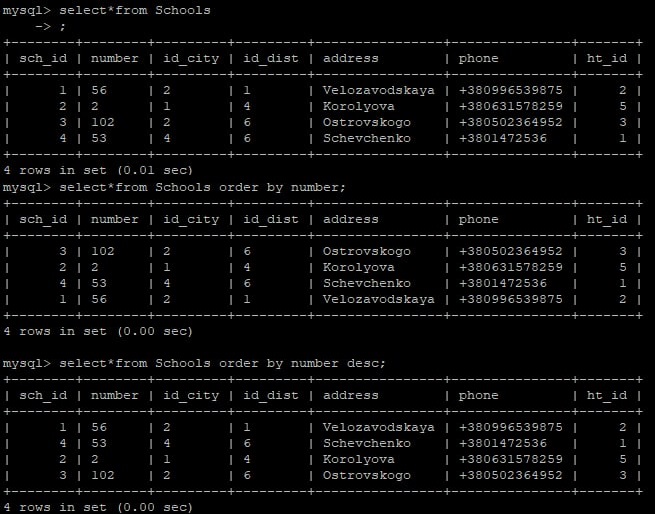 mysql> select*from Schools
    -> ;
+--------+--------+---------+---------+----------------+---------------+-------+
| sch_id | number | id_city | id_dist | address        | phone         | ht_id |
+--------+--------+---------+---------+----------------+---------------+-------+
|      1 | 56     | 2       | 1       | Velozavodskaya | +380996539875 |     2 |
|      2 | 2      | 1       | 4       | Korolyova      | +380631578259 |     5 |
|      3 | 102    | 2       | 6       | Ostrovskogo    | +380502364952 |     3 |
|      4 | 53     | 4       | 6       | Schevchenko    | +3801472536   |     1 |
+--------+--------+---------+---------+----------------+---------------+-------+
4 rows in set (0.01 sec)
mysql> select*from Schools order by number;
+--------+--------+---------+---------+----------------+---------------+-------+
| sch_id | number | id_city | id_dist | address        | phone         | ht_id |
+--------+--------+---------+---------+----------------+---------------+-------+
|      3 | 102    | 2       | 6       | Ostrovskogo    | +380502364952 |     3 |
|      2 | 2      | 1       | 4       | Korolyova      | +380631578259 |     5 |
|      4 | 53     | 4       | 6       | Schevchenko    | +3801472536   |     1 |
|      1 | 56     | 2       | 1       | Velozavodskaya | +380996539875 |     2 |
+--------+--------+---------+---------+----------------+---------------+-------+
4 rows in set (0.00 sec)
mysql> select*from Schools order by number desc;
+--------+--------+---------+---------+----------------+---------------+-------+
| sch_id | number | id_city | id_dist | address        | phone         | ht_id |
+--------+--------+---------+---------+----------------+---------------+-------+
|      1 | 56     | 2       | 1       | Velozavodskaya | +380996539875 |     2 |
|      4 | 53     | 4       | 6       | Schevchenko    | +3801472536   |     1 |
|      2 | 2      | 1       | 4       | Korolyova      | +380631578259 |     5 |
|      3 | 102    | 2       | 6       | Ostrovskogo    | +380502364952 |     3 |
+--------+--------+---------+---------+----------------+---------------+-------+
4 rows in set (0.00 sec)